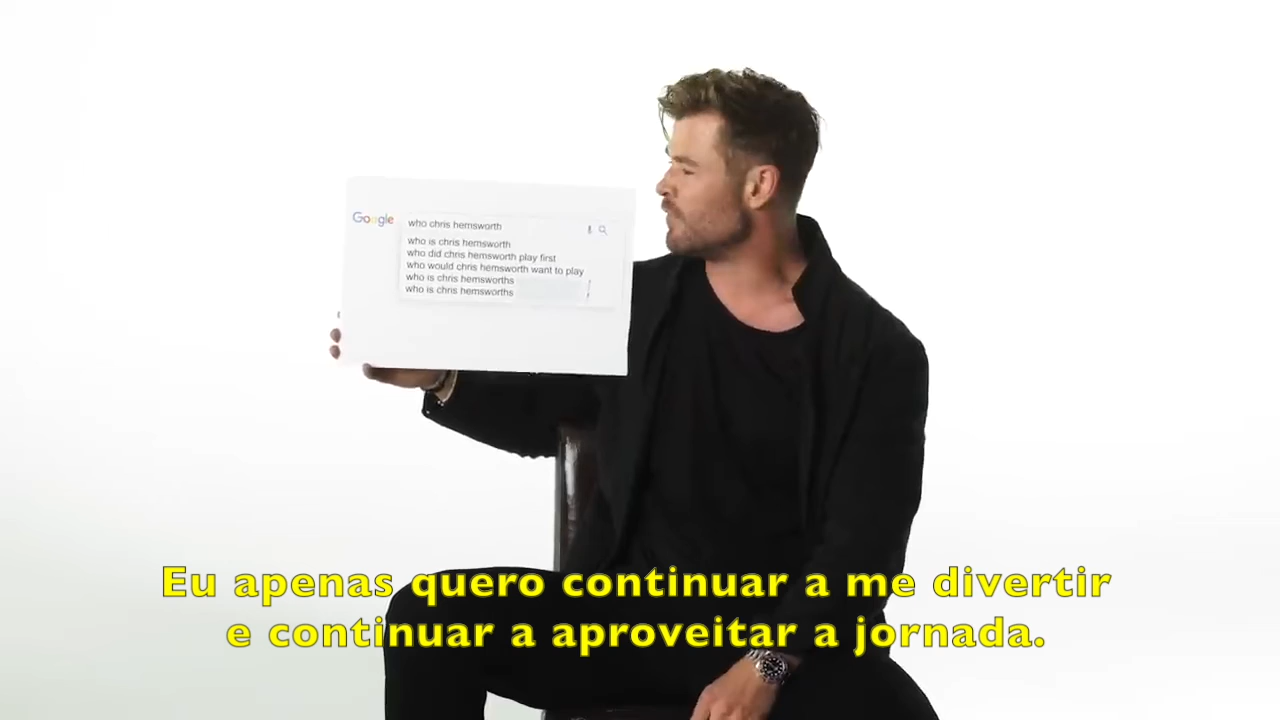 Google
who chris hemsworth
who is chris hemsworth
who did chris hemsworth play first
who would chris hemsworth want to play
who is chris hemsworths
who is chris hemsworths
Eu apenas quero continuar a me divertir
e continuar a aproveitar a jornada.